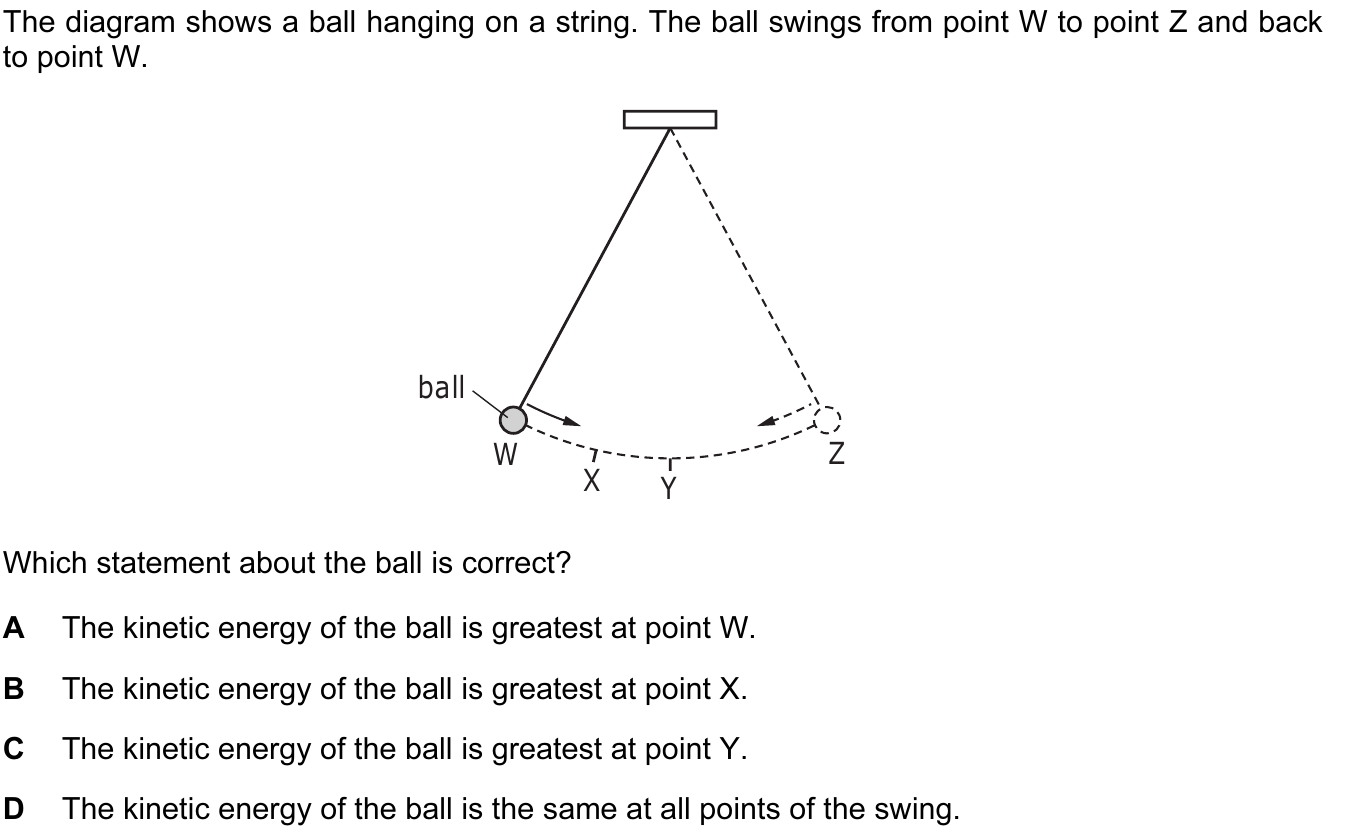 The diagram shows a ball hanging on a string. The ball swings from point W to point Z and back
to point W.
ball
W
X
Y
Z
Which statement about the ball is correct?
A The kinetic energy of the ball is greatest at point W.
B The kinetic energy of the ball is greatest at point X.
C The kinetic energy of the ball is greatest at point Y.
D The kinetic energy of the ball is the same at all points of the swing.